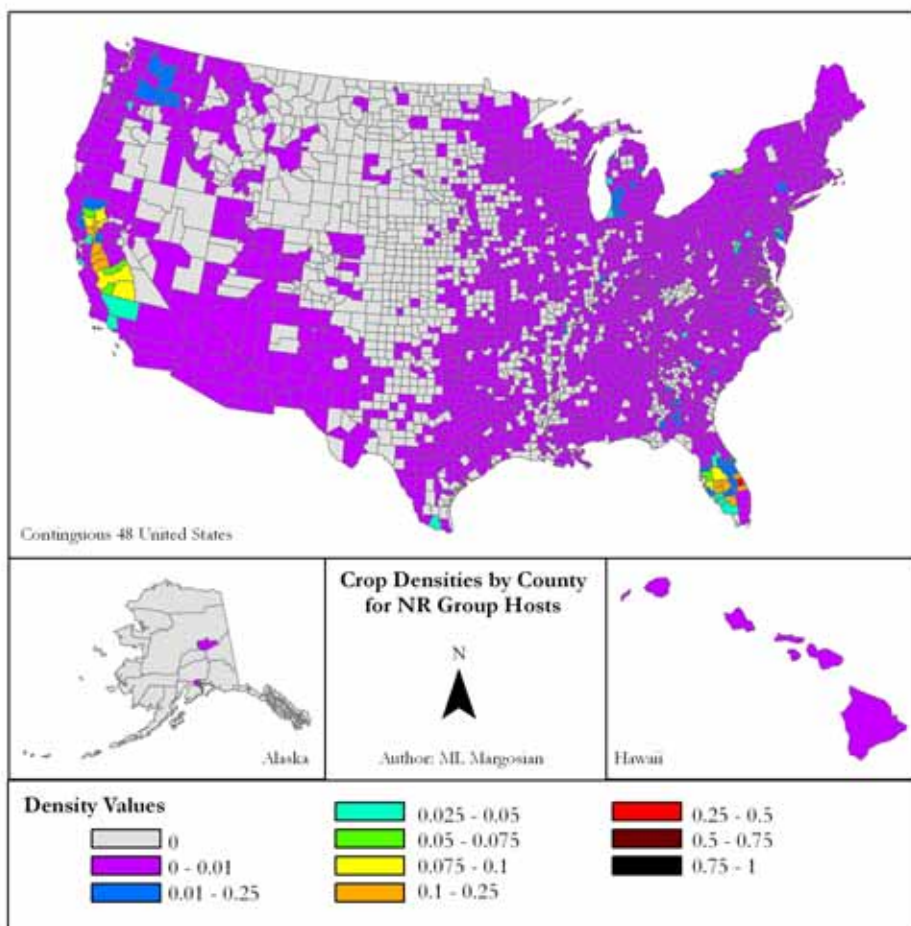 Continguous 48 United States
Alaska
Crop Densities by County
for NR Group Hosts
N
Author: ML Margosian
Hawaii
Density Values
0
0 - 0.01
0.01 - 0.25
0.025 - 0.05
0.05 - 0.075
0.075 - 0.1
0.1 - 0.25
0.25 - 0.5
0.5 - 0.75
0.75 - 1